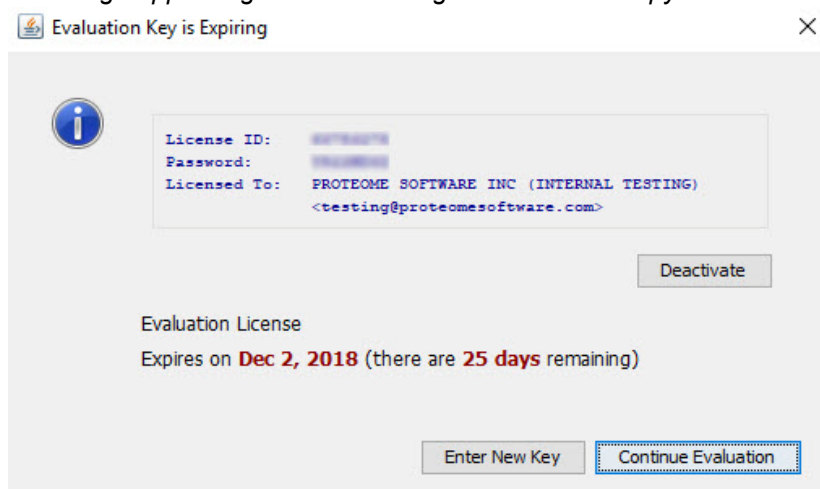 Evaluation Key is Expiring
License ID:
Password:
Licensed To: PROTEOME SOFTWARE INC (INTERNAL TESTING)
<testing@proteomesoftware.com>
Deactivate
Evaluation License
Expires on Dec 2, 2018 (there are 25 days remaining)
Enter New Key Continue Evaluation